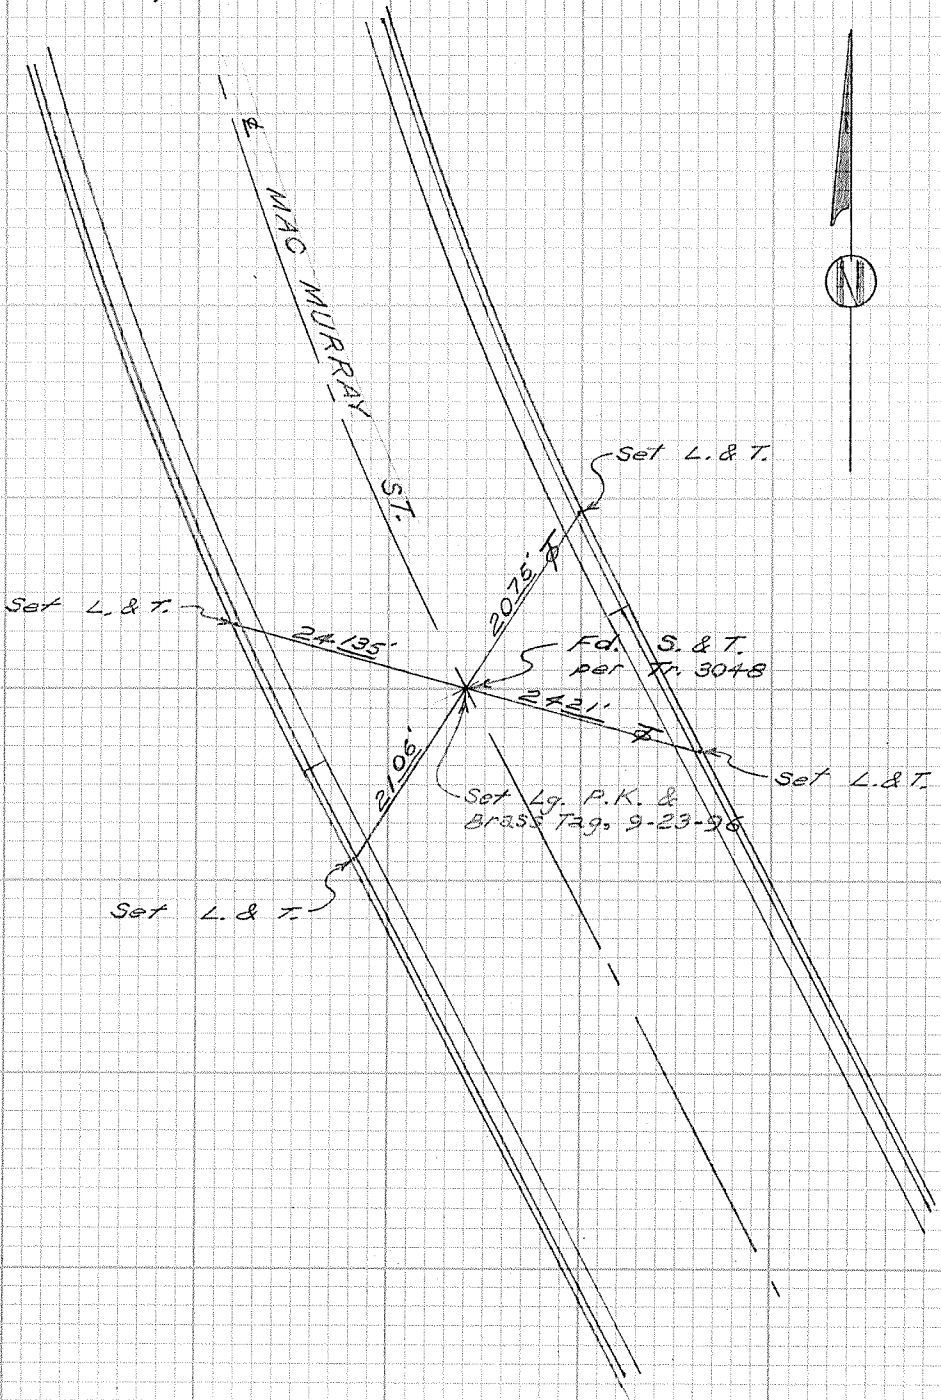 N
℄ MAC MURRAY ST.
Set L. & T.
20.75'
Set L. & T.
24.135'
Fd. S. & T.
per Tr. 3048
24.21'
Set L. & T.
21.06'
Set Lg. P.K. &
Brass Tag, 9-23-96
Set L. & T.